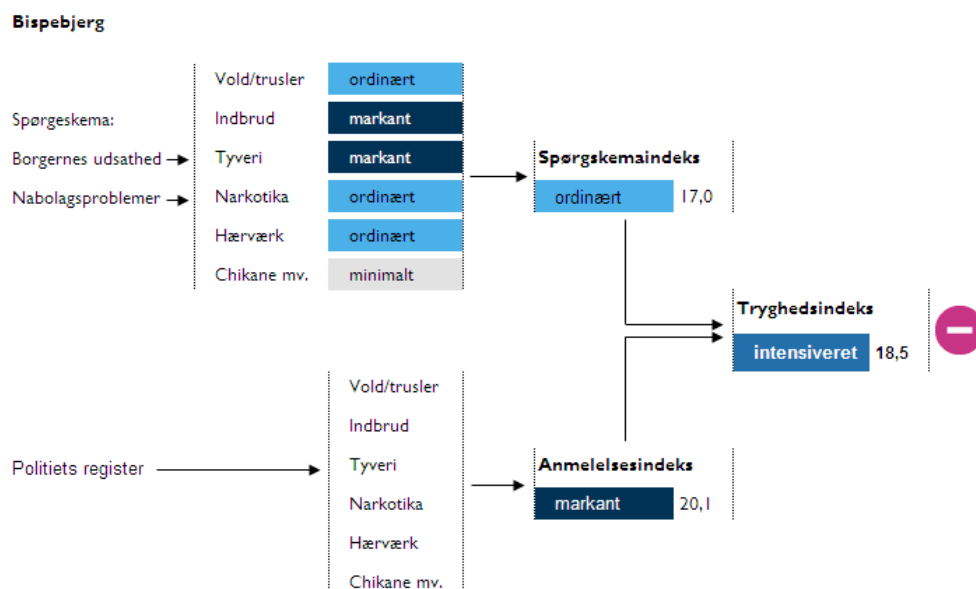 Bispebjerg
Vold/trusler ordinært
Spørgeskema: Indbrud markant
Borgernes udsathed Tyveri markant Spørgskemaindeks
Nabolagsproblemer Narkotika ordinært ordinært 17,0
Hærværk ordinært
Chikane mv. minimalt
Tryghedsindeks
intensiveret 18,5
Vold/trusler
Indbrud
Politiets register Tyveri Anmelelsesindeks
Narkotika markant 20,1
Hærværk
Chikane mv.